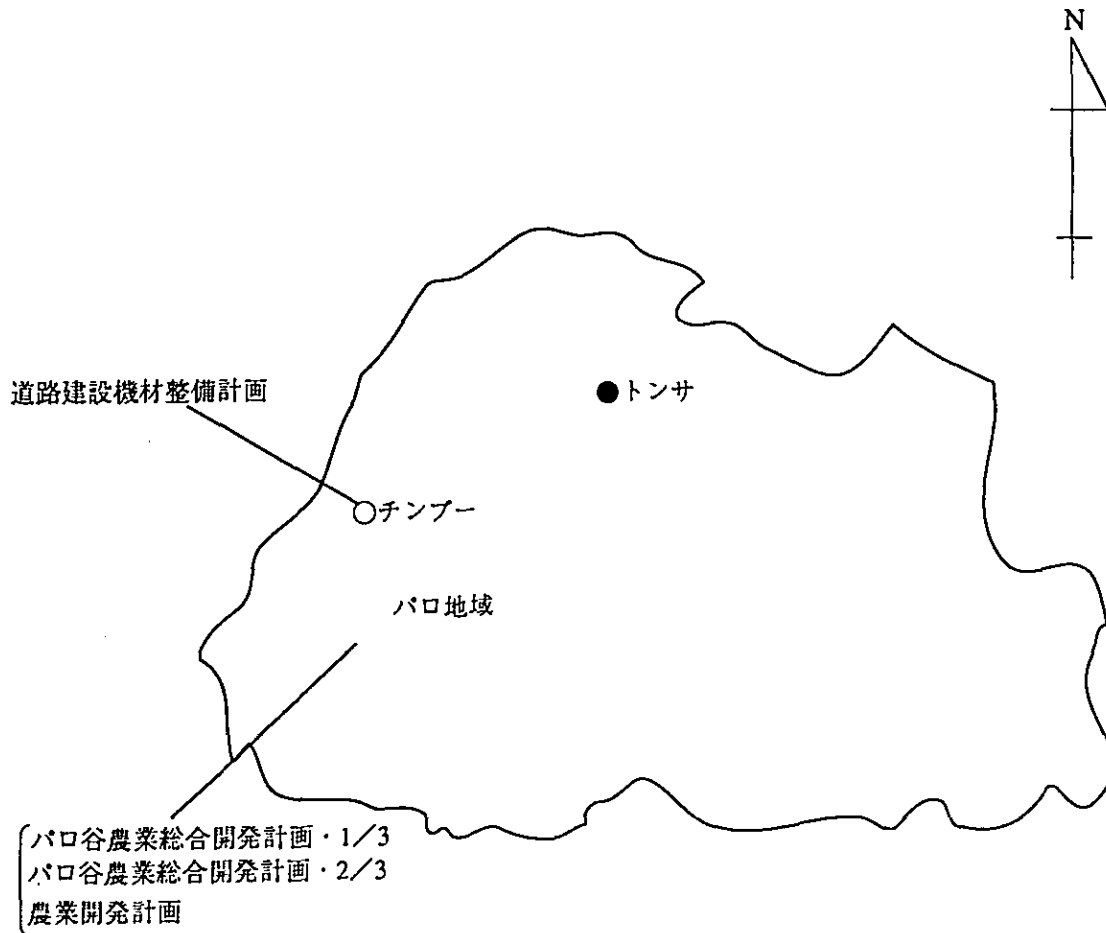 N
道路建設機材整備計画
トンサ
チンプー
パロ地域
パロ谷農業総合開発計画・1/3
パロ谷農業総合開発計画・2/3
農業開発計画